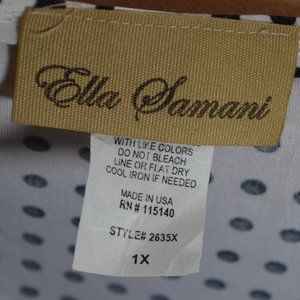 Ella Samani
WITH LIKE COLORS
DO NOT BLEACH
LINE OR FLAT DRY
COOL IRON IF NEEDED
MADE IN USA
RN# 115140
STYLE# 2635X
1X